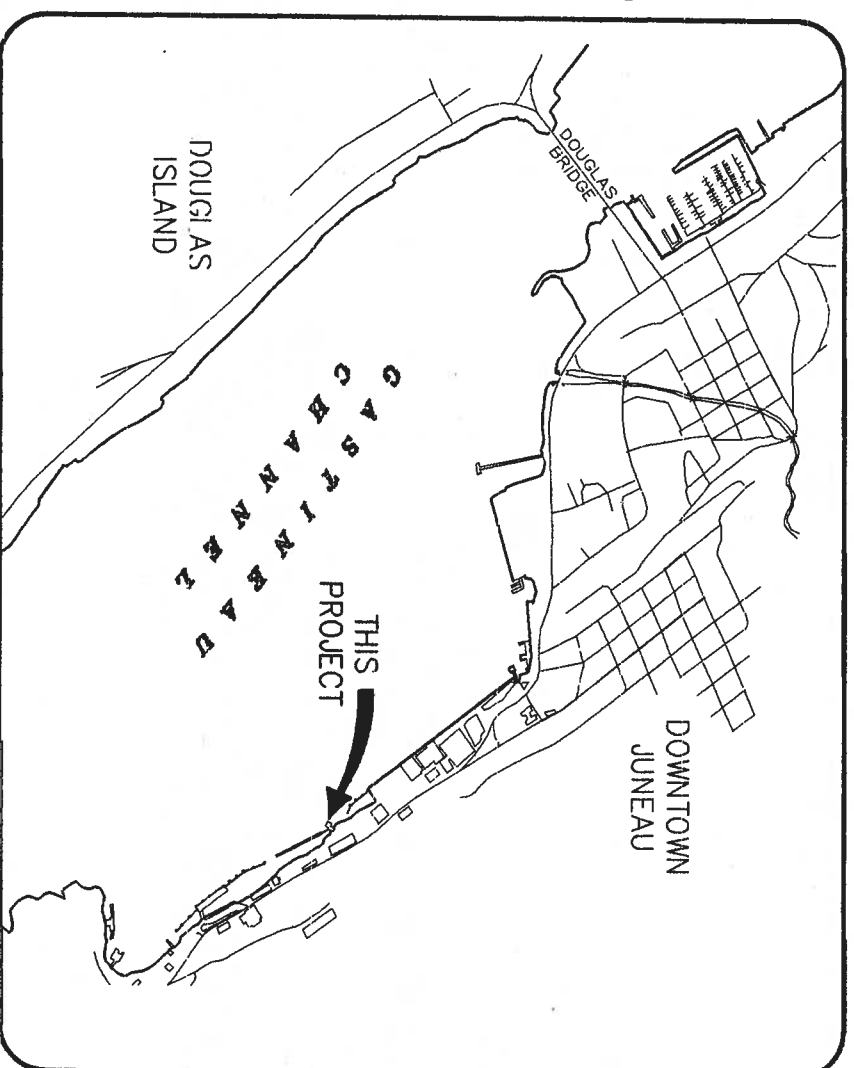 DOUGLAS
BRIDGE
DOWNTOWN
JUNEAU
GASTINEAU
CHANNEL
THIS
PROJECT
DOUGLAS
ISLAND